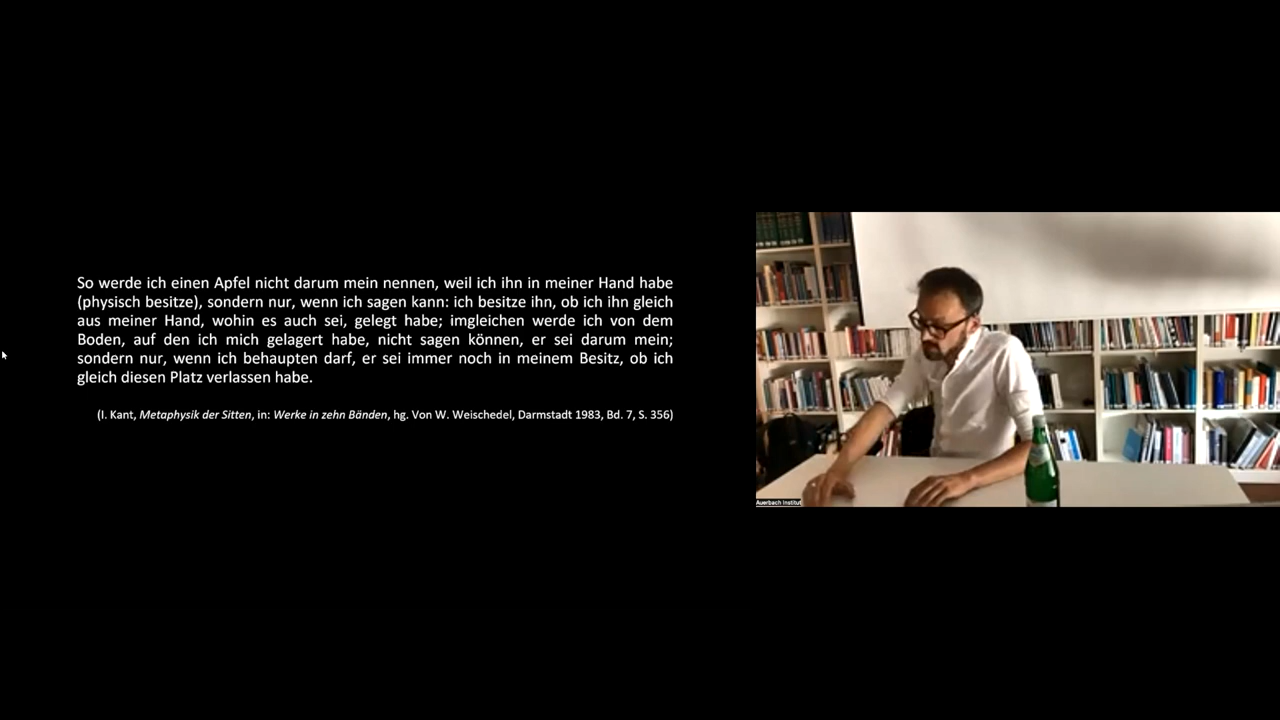 So werde ich einen Apfel nicht darum mein nennen, weil ich ihn in meiner Hand habe
(physisch besitze), sondern nur, wenn ich sagen kann: ich besitze ihn, ob ich ihn gleich
aus meiner Hand, wohin es auch sei, gelegt habe; imgleichen werde ich von dem
Boden, auf den ich mich gelagert habe, nicht sagen können, er sei darum mein;
sondern nur, wenn ich behaupten darf, er sei immer noch in meinem Besitz, ob ich
gleich diesen Platz verlassen habe.
(I. Kant, Metaphysik der Sitten, in: Werke in zehn Bänden, hg. Von W. Weischedel, Darmstadt 1983, Bd. 7, S. 356)
Auerbach Institut